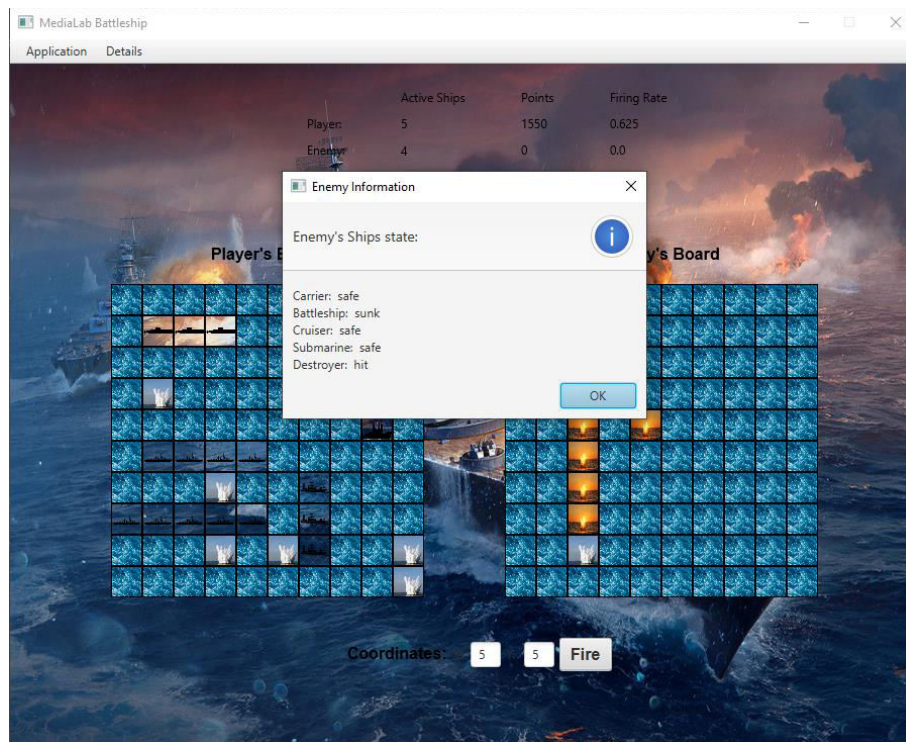 MediaLab Battleship
Application Details
Active Ships Points Firing Rate
Player: 5 1550 0.625
Enemy: 4 0 0.0
Enemy Information
Enemy's Ships state:
Player's B
y's Board
Carrier: safe
Battleship: sunk
Cruiser: safe
Submarine: safe
Destroyer: hit
OK
Coordinates: 5 5 Fire